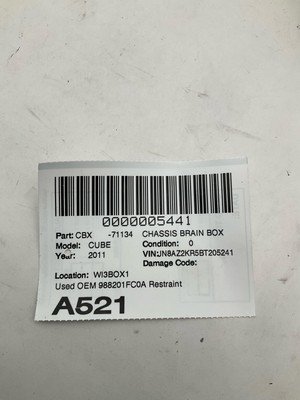 0000005441
Part: CBX -71134 CHASSIS BRAIN BOX
Model: CUBE Condition: 0
Year: 2011 VIN:JN8AZ2KR5BT205241
Damage Code:
Location: WI3BOX1
Used OEM 988201FC0A Restraint
A521